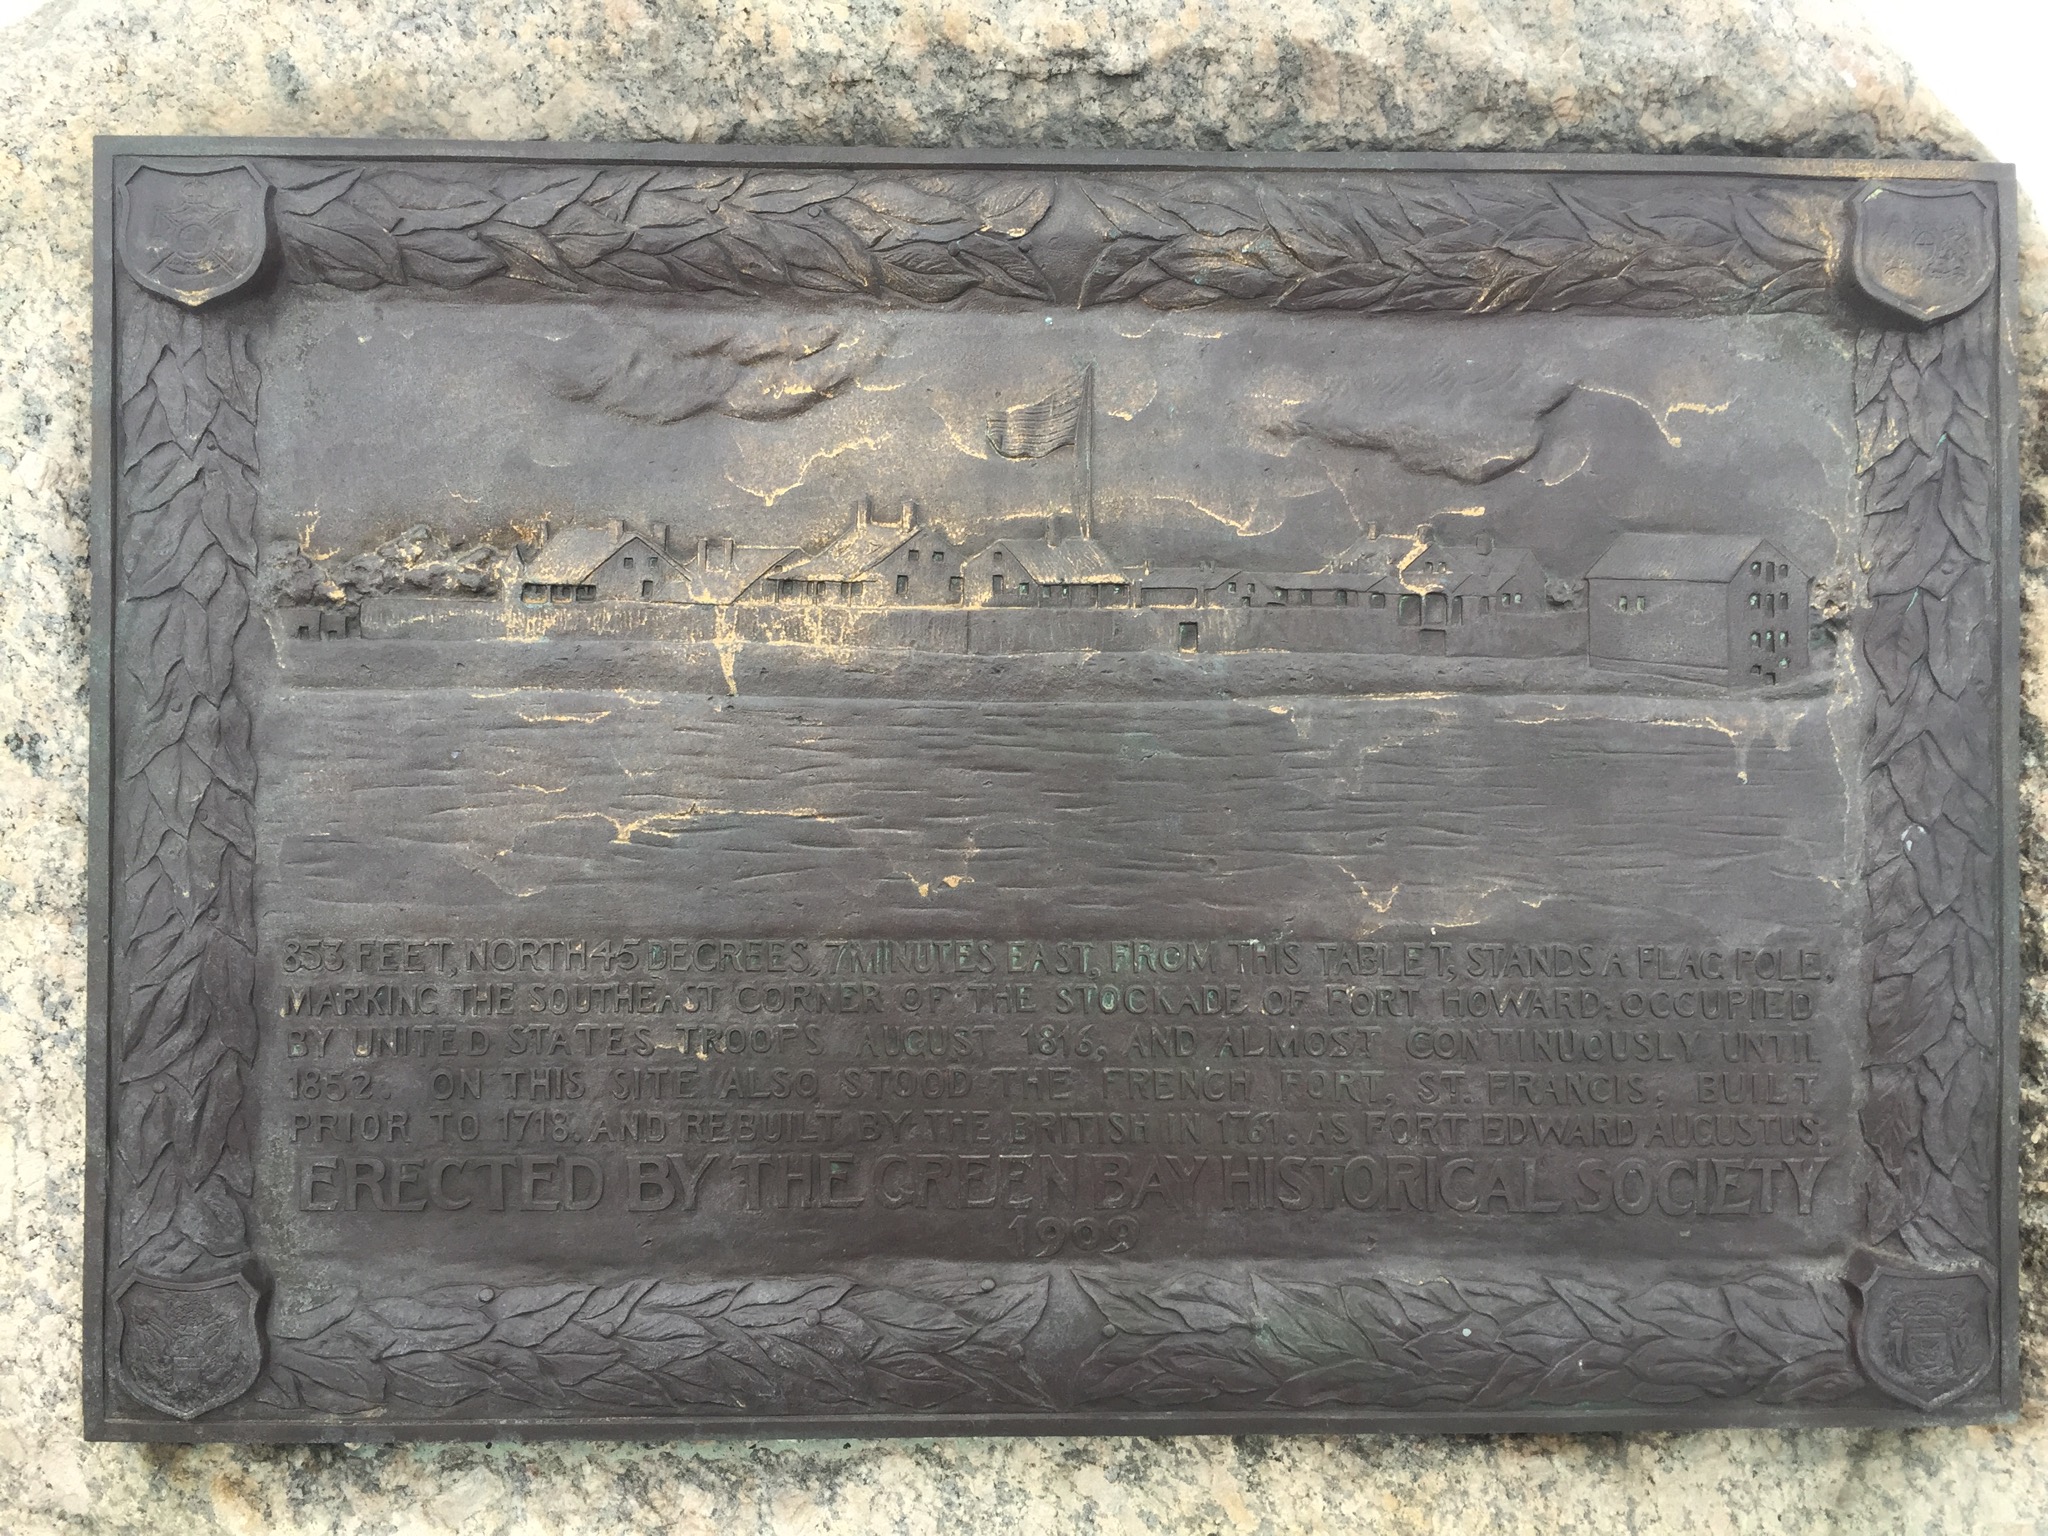 853 FEET, NORTH 45 DEGREES, 7 MINUTES EAST, FROM THIS TABLET, STANDS A FLAG POLE,
MARKING THE SOUTHEAST CORNER OF THE STOCKADE OF FORT HOWARD; OCCUPIED
BY UNITED STATES TROOPS AUGUST 1816, AND ALMOST CONTINUOUSLY UNTIL
1852. ON THIS SITE ALSO STOOD THE FRENCH FORT, ST. FRANCIS, BUILT
PRIOR TO 1718. AND REBUILT BY THE BRITISH IN 1761. AS FORT EDWARD AUGUSTUS.
ERECTED BY THE GREEN BAY HISTORICAL SOCIETY
1909